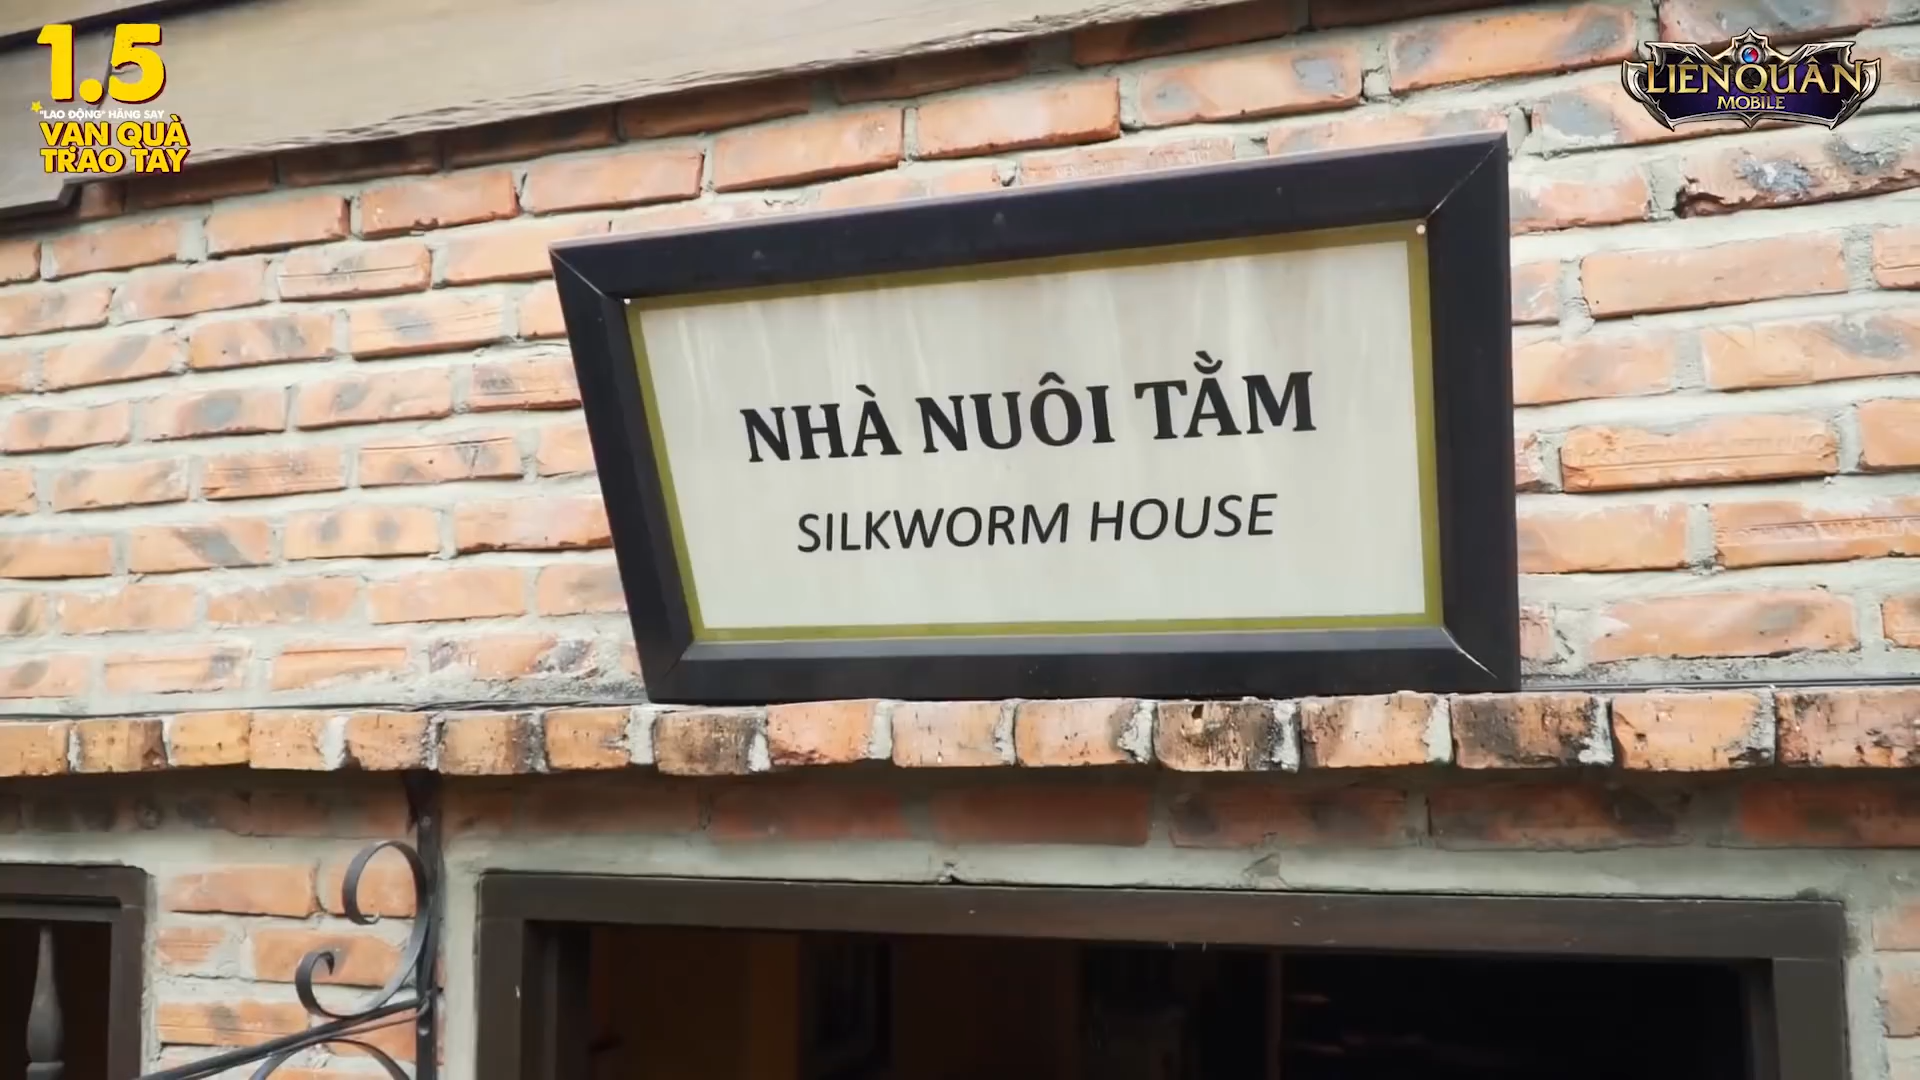 1.5
"LAO ĐỘNG" HĂNG SAY
VẠN QUÀ
TRAO TAY
LIÊN QUÂN
MOBILE
NHÀ NUÔI TẰM
SILKWORM HOUSE